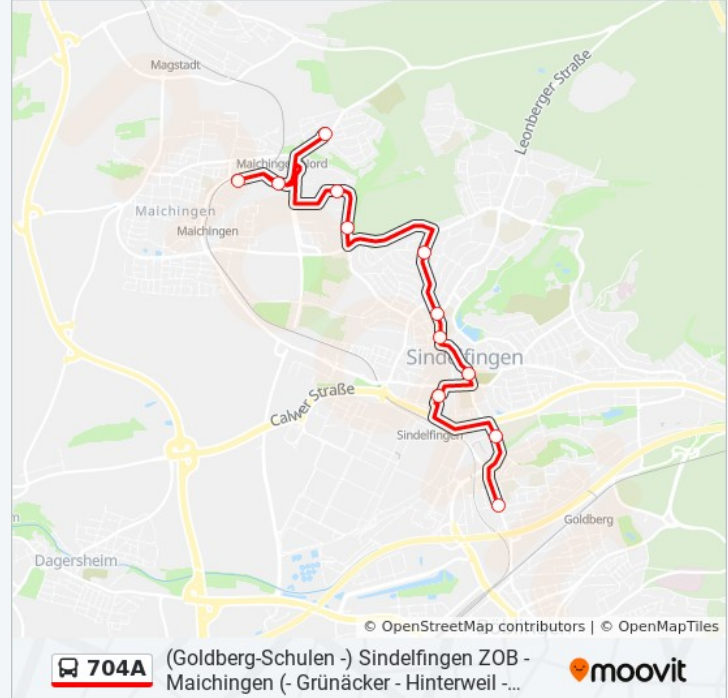 Magstadt
Leonberger Straße
Maichingen Nord
Maichingen
Maichingen
Sindelfingen
Calwer Straße
Sindelfingen
Goldberg
Dagersheim
© OpenStreetMap contributors | © OpenMapTiles
704A
(Goldberg-Schulen -) Sindelfingen ZOB -
Maichingen (- Grünäcker - Hinterweil -...
moovit